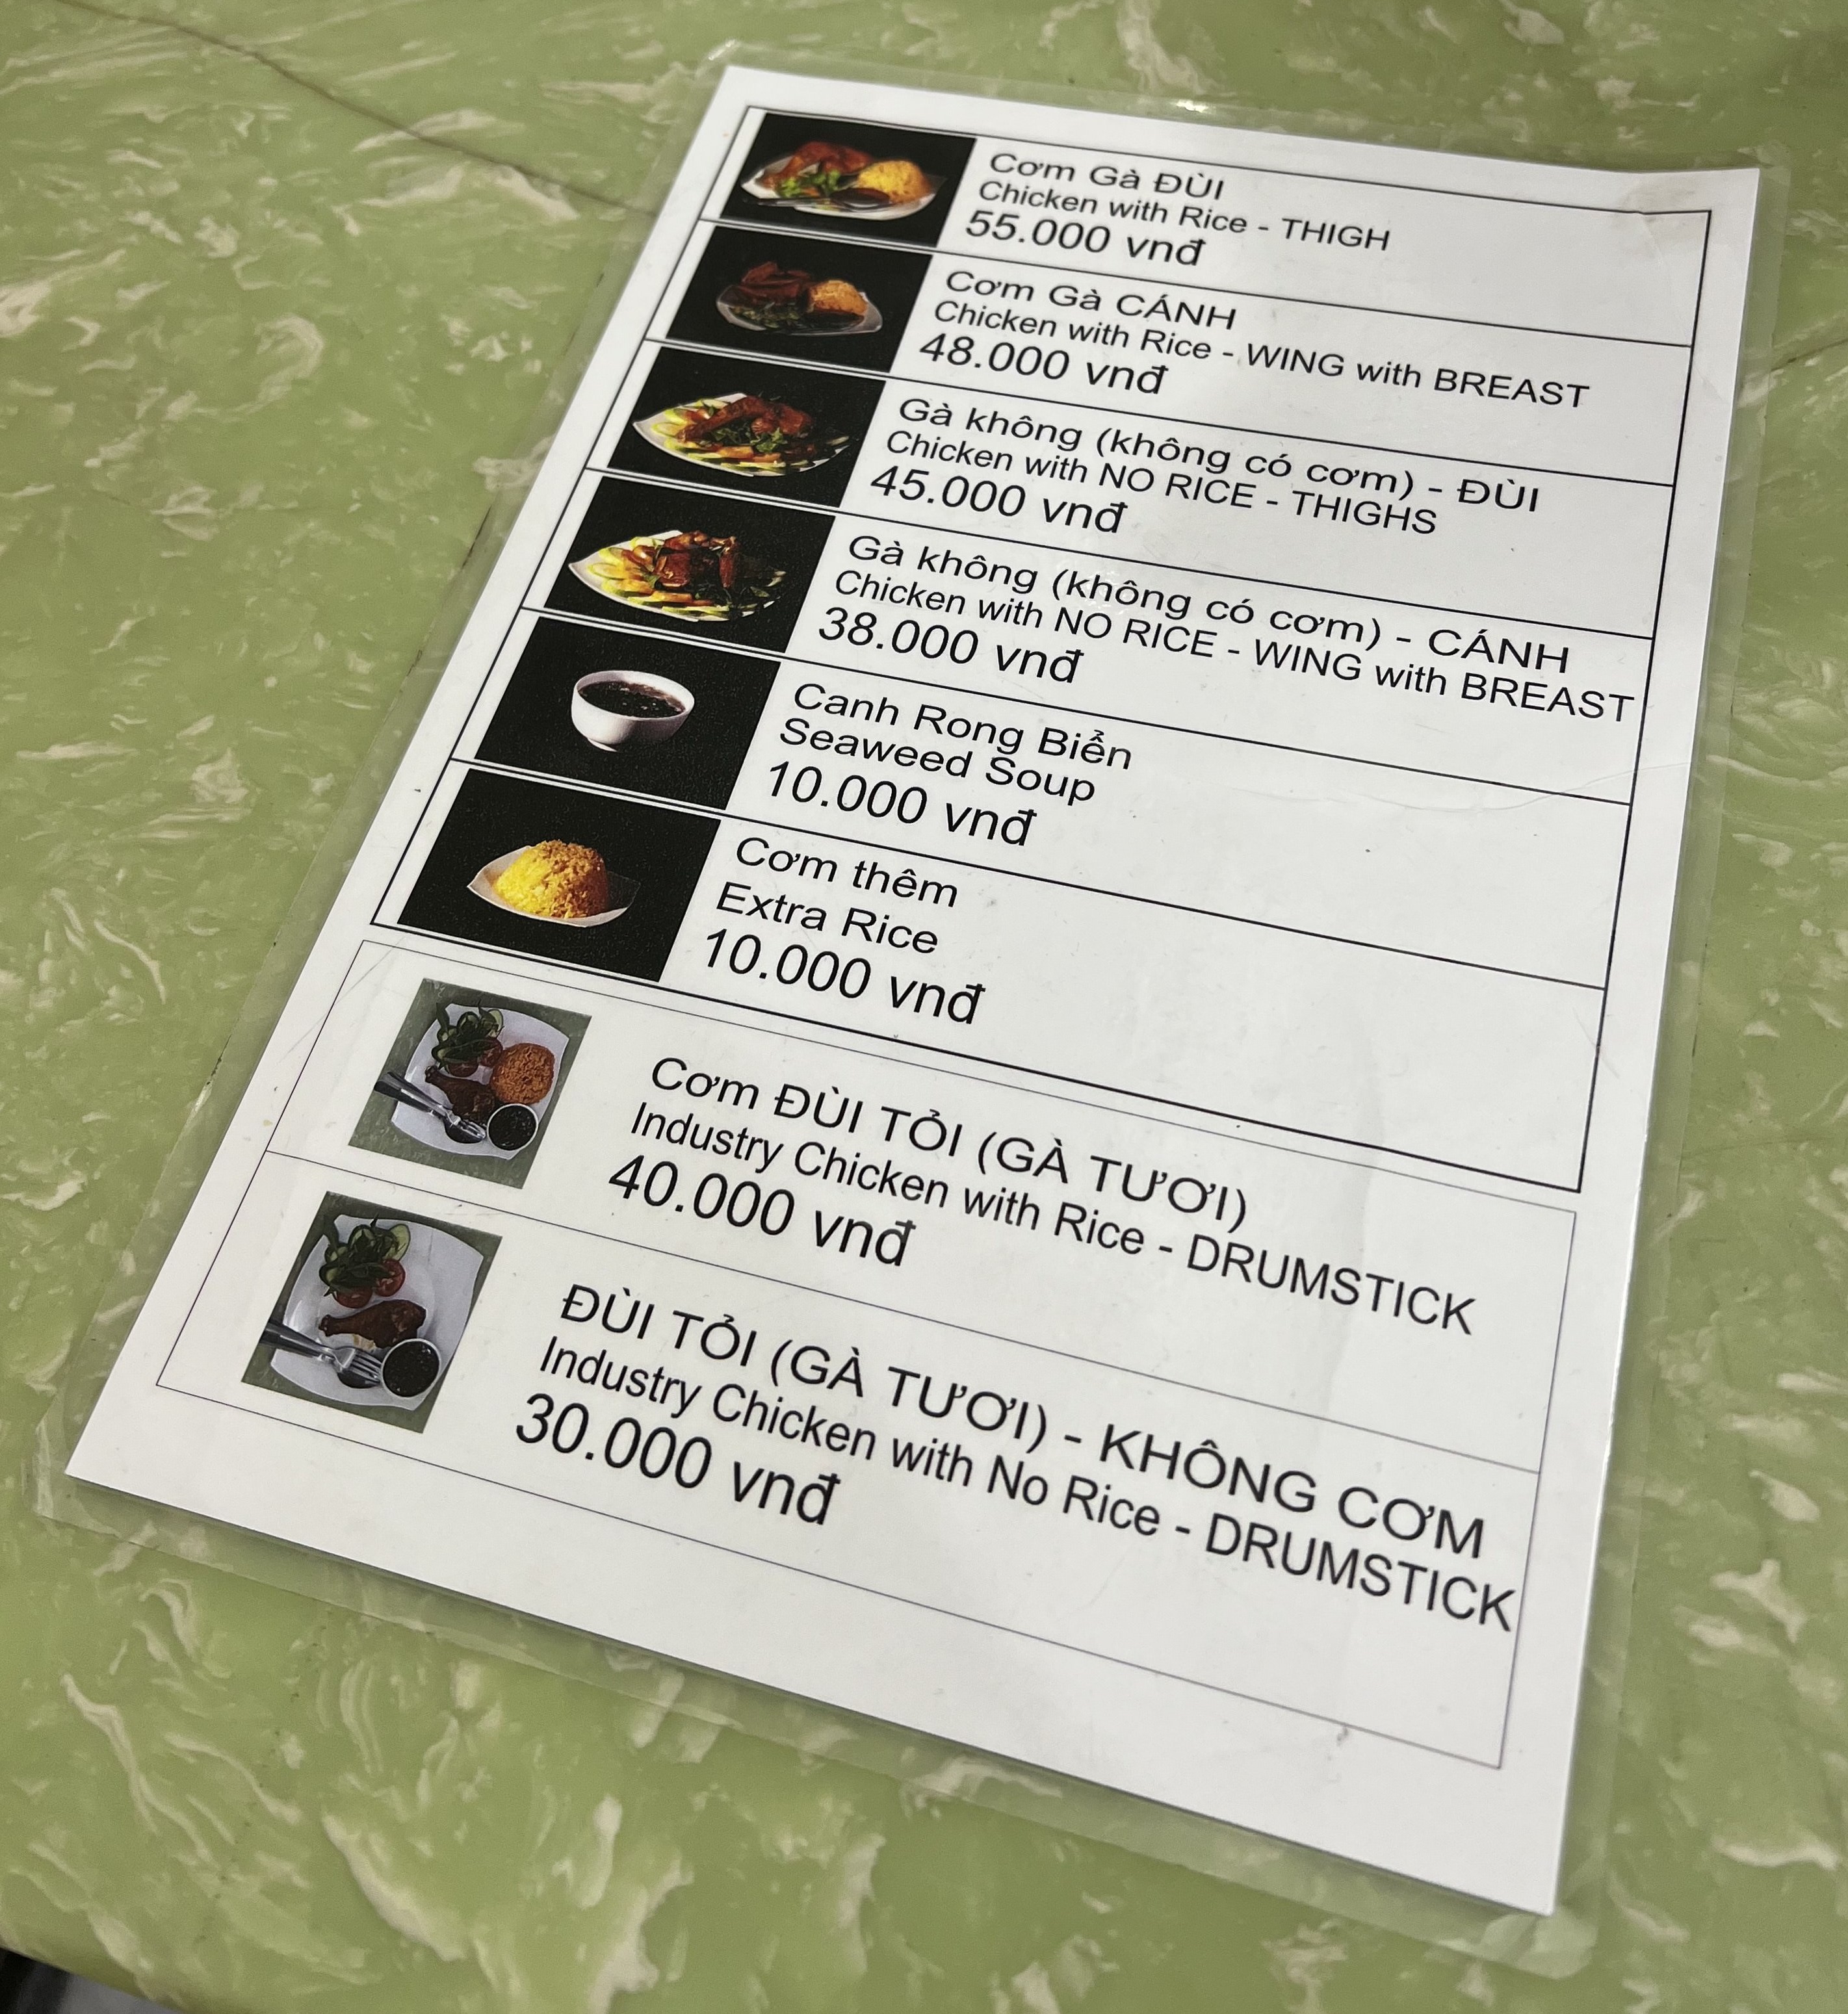 Cơm Gà ĐÙI
Chicken with Rice - THIGH
55.000 vnđ
Cơm Gà CÁNH
Chicken with Rice - WING with BREAST
48.000 vnđ
Gà không (không có cơm) - ĐÙI
Chicken with NO RICE - THIGHS
45.000 vnđ
Gà không (không có cơm) - CÁNH
Chicken with NO RICE - WING with BREAST
38.000 vnđ
Canh Rong Biển
Seaweed Soup
10.000 vnđ
Cơm thêm
Extra Rice
10.000 vnđ
Cơm ĐÙI TỎI (GÀ TƯƠI)
Industry Chicken with Rice - DRUMSTICK
40.000 vnđ
ĐÙI TỎI (GÀ TƯƠI) - KHÔNG CƠM
Industry Chicken with No Rice - DRUMSTICK
30.000 vnđ